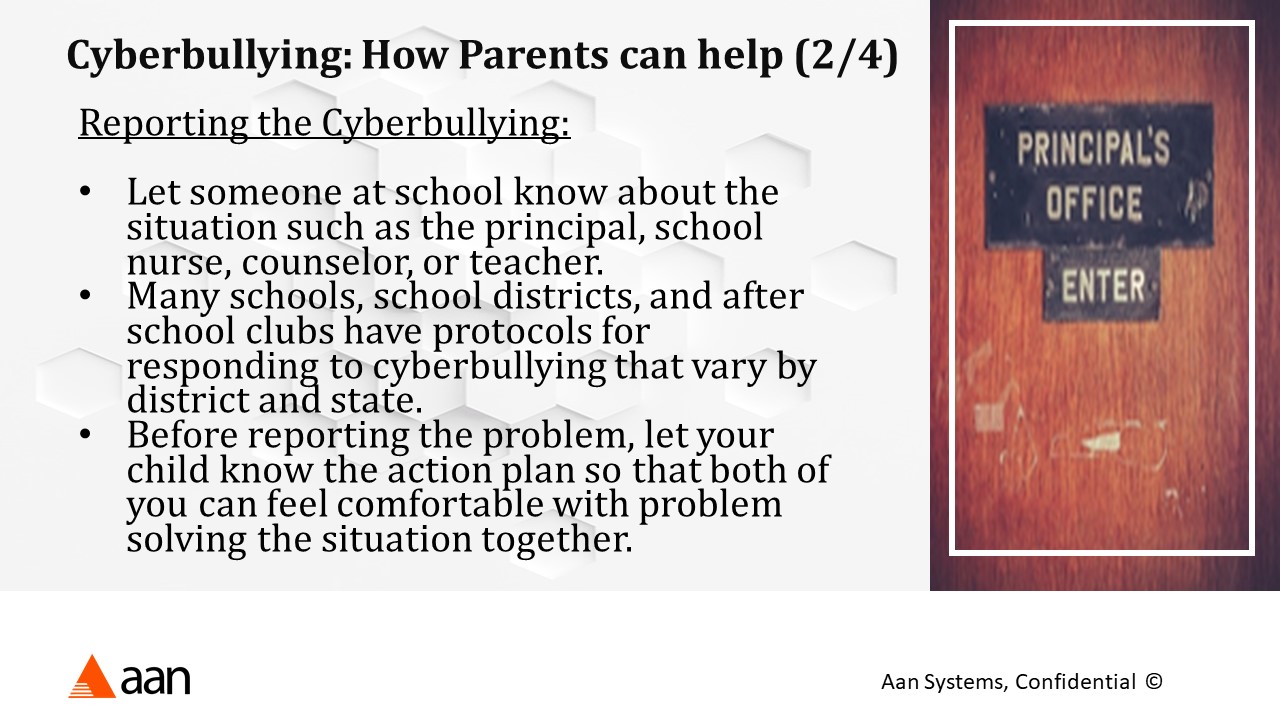 Cyberbullying: How Parents can help (2/4)
Reporting the Cyberbullying:
• Let someone at school know about the
situation such as the principal, school
nurse, counselor, or teacher.
• Many schools, school districts, and after
school clubs have protocols for
responding to cyberbullying that vary by
district and state.
• Before reporting the problem, let your
child know the action plan so that both of
you can feel comfortable with problem
solving the situation together.
PRINCIPAL'S
OFFICE
ENTER
aan
Aan Systems, Confidential ©